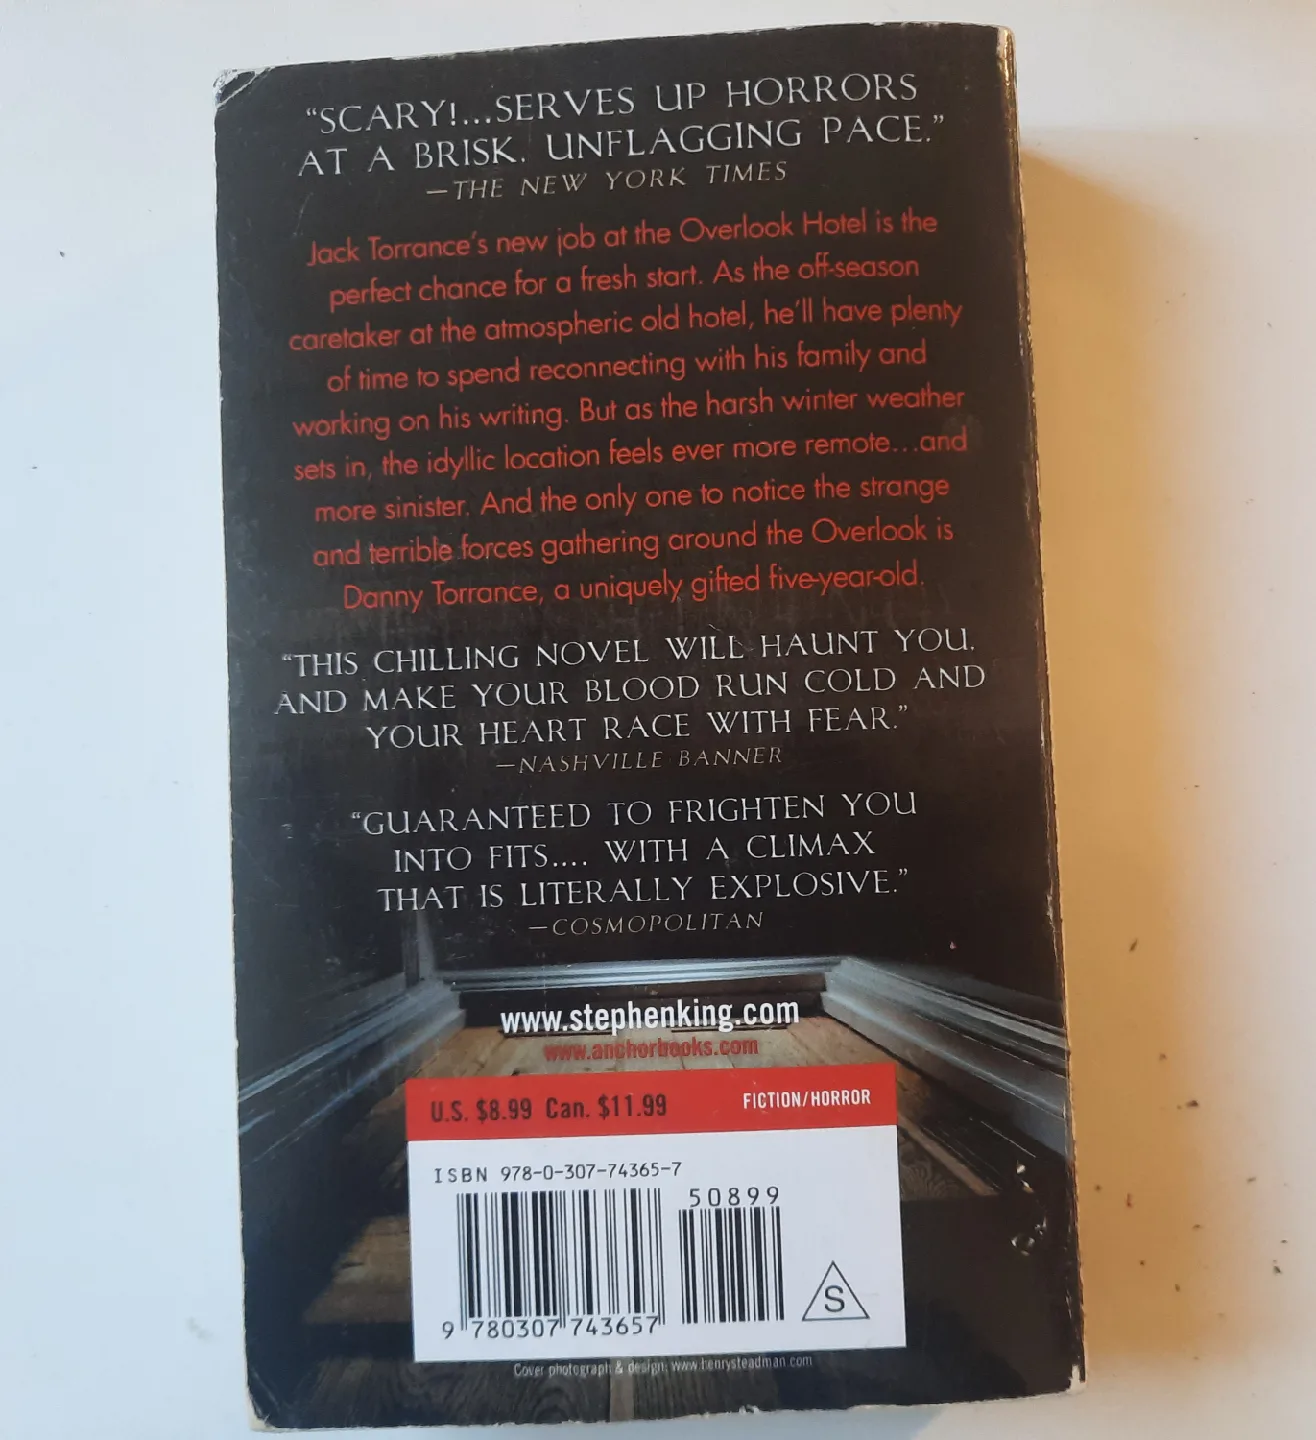 “SCARY!...SERVES UP HORRORS
AT A BRISK, UNFLAGGING PACE.”
—THE NEW YORK TIMES
Jack Torrance’s new job at the Overlook Hotel is the
perfect chance for a fresh start. As the off-season
caretaker at the atmospheric old hotel, he’ll have plenty
of time to spend reconnecting with his family and
working on his writing. But as the harsh winter weather
sets in, the idyllic location feels ever more remote...and
more sinister. And the only one to notice the strange
and terrible forces gathering around the Overlook is
Danny Torrance, a uniquely gifted five-year-old.
“THIS CHILLING NOVEL WILL HAUNT YOU,
AND MAKE YOUR BLOOD RUN COLD AND
YOUR HEART RACE WITH FEAR.”
—NASHVILLE BANNER
“GUARANTEED TO FRIGHTEN YOU
INTO FITS.... WITH A CLIMAX
THAT IS LITERALLY EXPLOSIVE.”
—COSMOPOLITAN
www.stephenking.com
www.anchorbooks.com
U.S. $8.99 Can. $11.99 FICTION/HORROR
ISBN 978-0-307-74365-7
50899
S
9 780307 743657
Cover photograph & design: www.henrysteadman.com